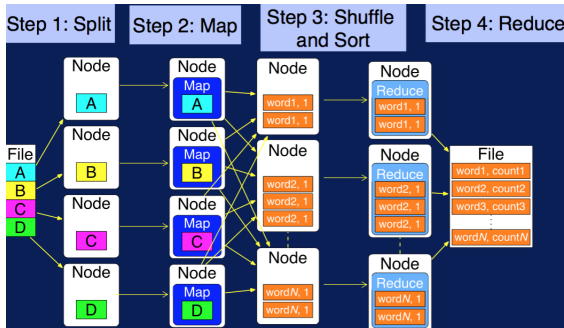 Step 1: Split
Step 2: Map
Step 3: Shuffle
and Sort
Step 4: Reduce
File
A
B
C
D
Node
A
Node
B
Node
C
Node
D
Node
Map
A
Node
Map
B
Node
Map
C
Node
Map
D
Node
word1, 1
word1, 1
Node
word2, 1
word2, 1
word2, 1
Node
wordN, 1
wordN, 1
Node
Reduce
word1, 1
word1, 1
Node
Reduce
word2, 1
word2, 1
word2, 1
Node
Reduce
wordN, 1
wordN, 1
File
word1, count1
word2, count2
word3, count3
wordN, countN